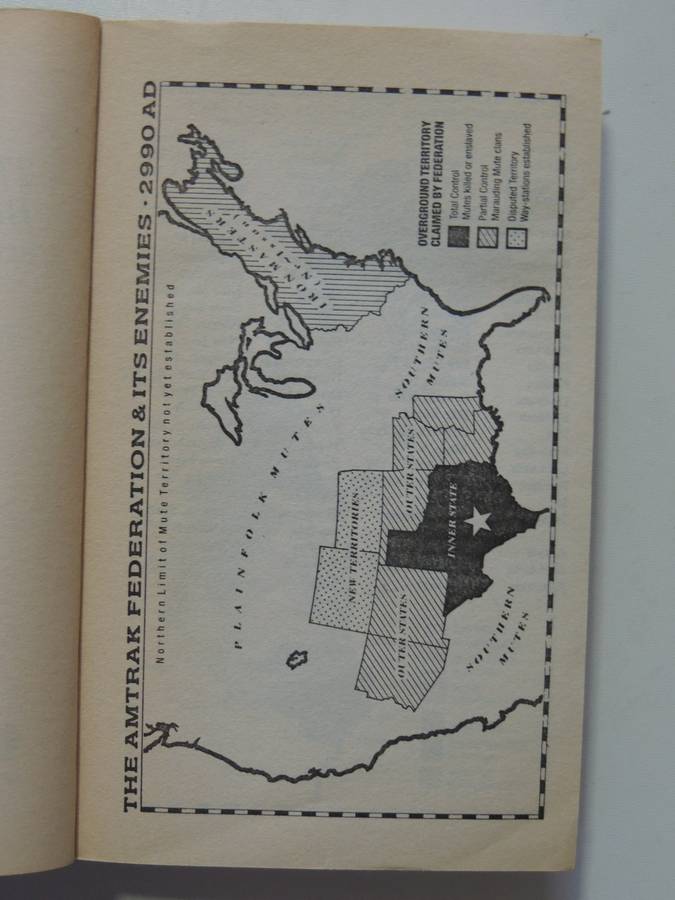 THE AMTRAK FEDERATION & ITS ENEMIES · 2990 AD
Northern Limit of Mute Territory not yet established
PLAINFOLK MUTES
IRON MASTERS
NEW TERRITORIES
OUTER STATES
OUTER STATES
INNER STATE
SOUTHERN
MUTES
SOUTHERN
MUTES
OVERGROUND TERRITORY
CLAIMED BY FEDERATION
Total Control
Mutes killed or enslaved
Partial Control
Marauding Mute clans
Disputed Territory
Way-stations established